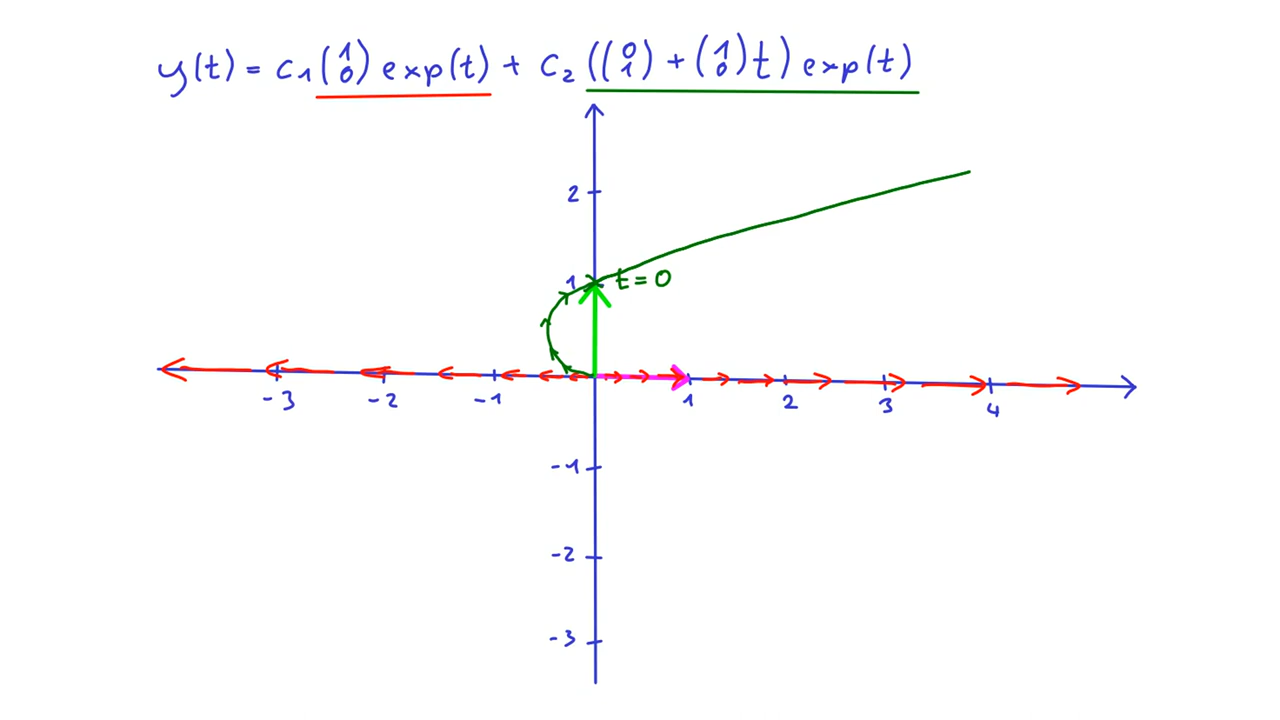 y(t) = c₁ (1 0) exp(t) + c₂ ((0 1) + (1 0) t) exp(t)
2
1 t = 0
-3 -2 -1 1 2 3 4
-1
-2
-3